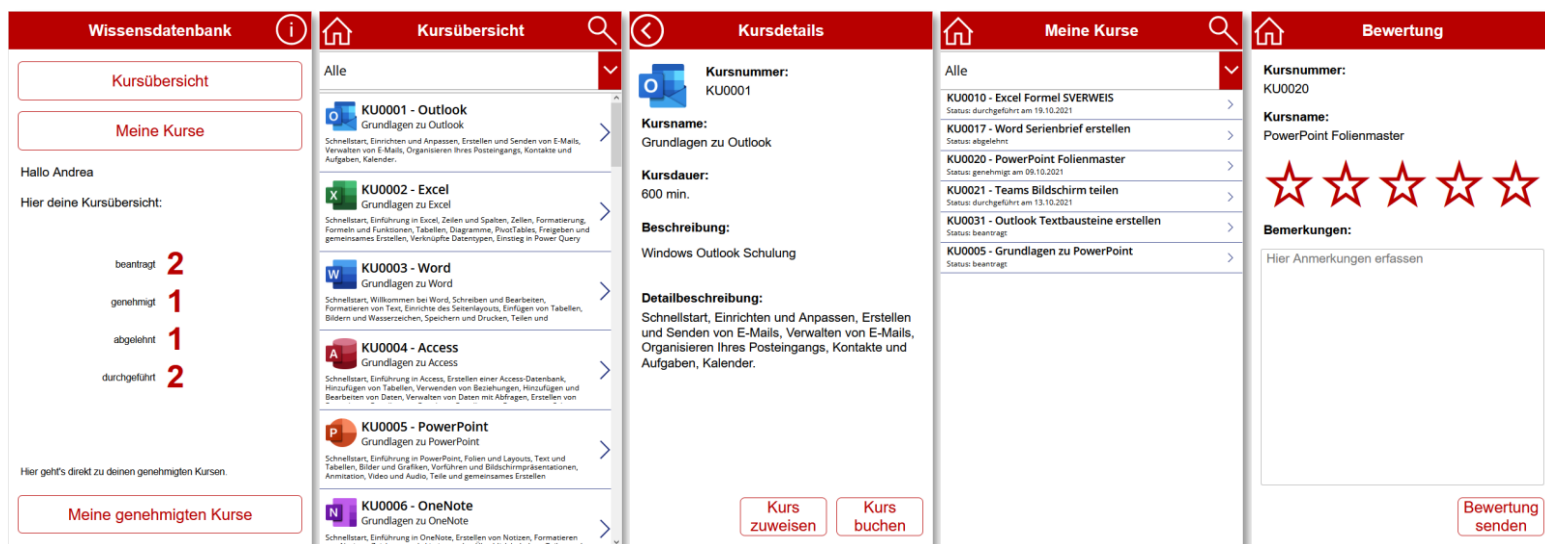 Wissensdatenbank
Kursübersicht
Meine Kurse
Hallo Andrea
Hier deine Kursübersicht:
beantragt 2
genehmigt 1
abgelehnt 1
durchgeführt 2
Hier geht's direkt zu deinen genehmigten Kursen.
Meine genehmigten Kurse
Kursübersicht
Alle
KU0001 - Outlook
Grundlagen zu Outlook
Schnellstart, Einrichten und Anpassen, Erstellen und Senden von E-Mails,
Verwalten von E-Mails, Organisieren Ihres Posteingangs, Kontakte und
Aufgaben, Kalender.
KU0002 - Excel
Grundlagen zu Excel
Schnellstart, Einführung in Excel, Zeilen und Spalten, Zellen, Formatierung,
Formeln und Funktionen, Tabellen, Diagramme, PivotTables, Freigeben und
gemeinsames Erstellen, Verknüpfte Datentypen, Einstieg in Power Query
KU0003 - Word
Grundlagen zu Word
Schnellstart, Willkommen bei Word, Schreiben und Bearbeiten,
Formatieren von Text, Einrichte des Seitenlayouts, Einfügen von Tabellen,
Bildern und Wasserzeichen, Speichern und Drucken, Teilen und
KU0004 - Access
Grundlagen zu Access
Schnellstart, Einführung in Access, Erstellen einer Access-Datenbank,
Hinzufügen von Tabellen, Verwenden von Beziehungen, Hinzufügen und
Bearbeiten von Daten, Verwalten von Daten mit Abfragen, Erstellen von
KU0005 - PowerPoint
Grundlagen zu PowerPoint
Schnellstart, Einführung in PowerPoint, Folien und Layouts, Text und
Tabellen, Bilder und Grafiken, Vorführen und Bildschirmpräsentationen,
Anmitation, Video und Audio, Teile und gemeinsames Erstellen
KU0006 - OneNote
Grundlagen zu OneNote
Schnellstart, Einführung in OneNote, Erstellen von Notizen, Formatieren
Kursdetails
Kursnummer:
KU0001
Kursname:
Grundlagen zu Outlook
Kursdauer:
600 min.
Beschreibung:
Windows Outlook Schulung
Detailbeschreibung:
Schnellstart, Einrichten und Anpassen, Erstellen
und Senden von E-Mails, Verwalten von E-Mails,
Organisieren Ihres Posteingangs, Kontakte und
Aufgaben, Kalender.
Kurs
zuweisen
Kurs
buchen
Meine Kurse
Alle
KU0010 - Excel Formel SVERWEIS
Status: durchgeführt am 19.10.2021
KU0017 - Word Serienbrief erstellen
Status: abgelehnt
KU0020 - PowerPoint Folienmaster
Status: genehmigt am 09.10.2021
KU0021 - Teams Bildschirm teilen
Status: durchgeführt am 13.10.2021
KU0031 - Outlook Textbausteine erstellen
Status: beantragt
KU0005 - Grundlagen zu PowerPoint
Status: beantragt
Bewertung
Kursnummer:
KU0020
Kursname:
PowerPoint Folienmaster
Bemerkungen:
Hier Anmerkungen erfassen
Bewertung
senden